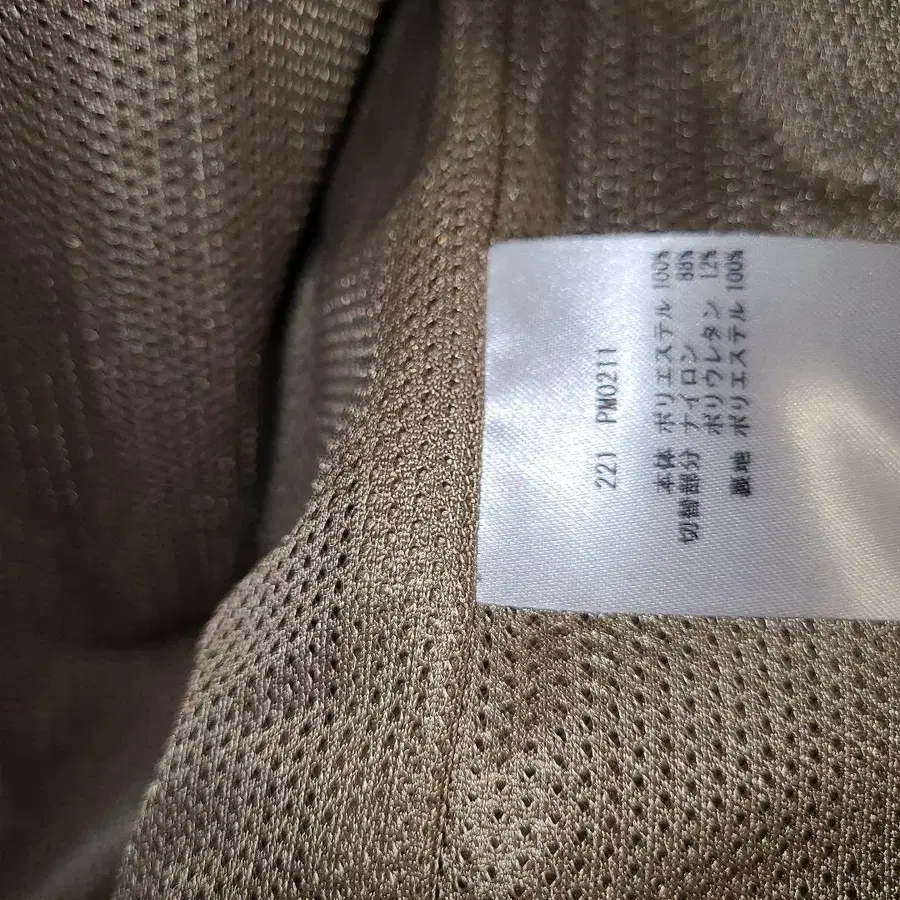 221 PM0211
本体 ポリエステル 100%
切替部分 ナイロン 88%
ポリウレタン 12%
裏地 ポリエステル 100%